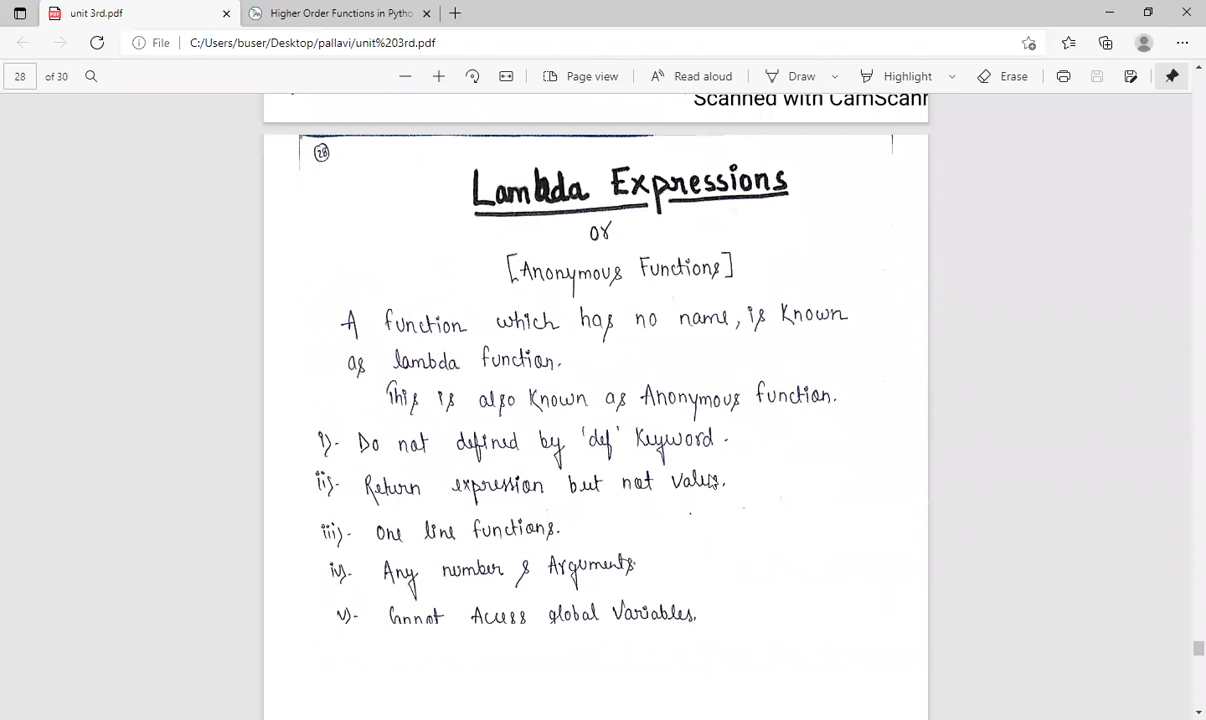 unit 3rd.pdf
Higher Order Functions in Pytho
File C:/Users/buser/Desktop/pallavi/unit%203rd.pdf
28 of 30 Page view Read aloud Draw Highlight Erase
Scanned with CamScanr
28
Lambda Expressions
or
[Anonymous Functions]
A function which has no name, is known
as lambda function.
This is also known as Anonymous function.
i)- Do not defined by 'def' Keyword.
ii)- Return expression but not value.
iii)- One line functions.
iv)- Any number & Arguments.
v)- Cannot Access global Variables.